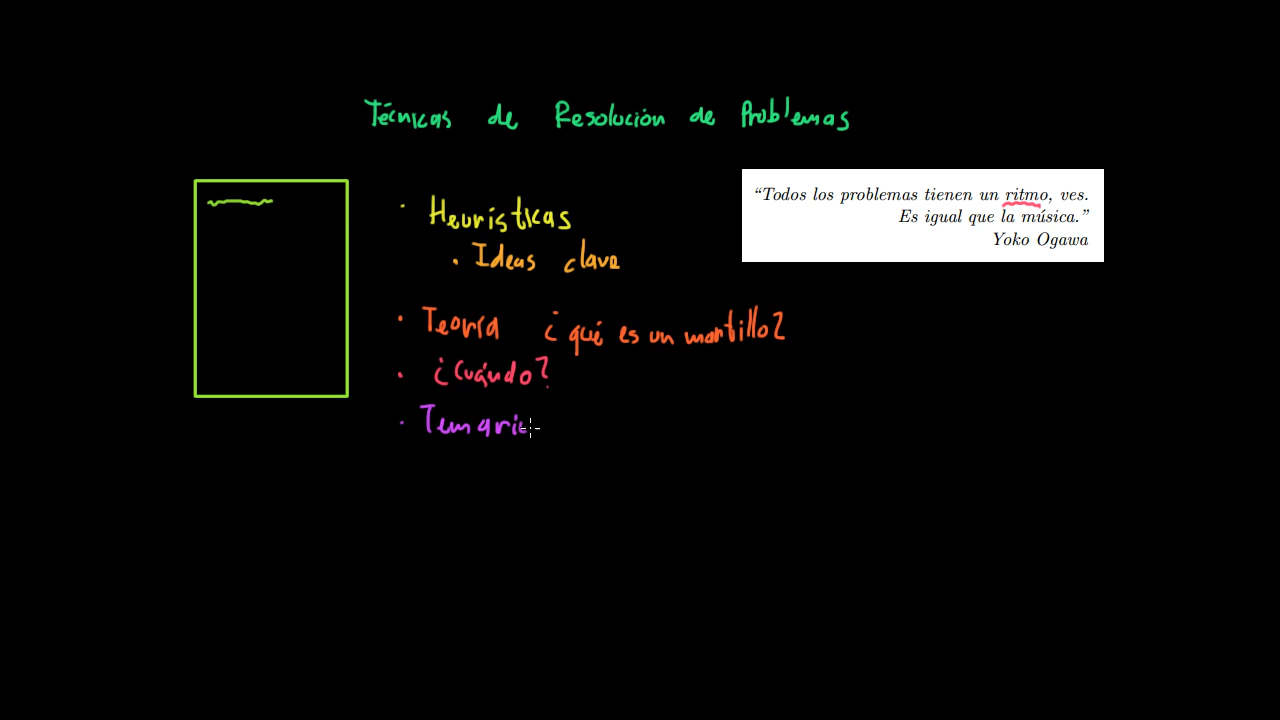 Técnicas de Resolución de Problemas
“Todos los problemas tienen un ritmo, ves.
Es igual que la música.”
Yoko Ogawa
· Heurísticas
· Ideas clave
· Teoría ¿qué es un martillo?
· ¿Cuándo?
· Temario